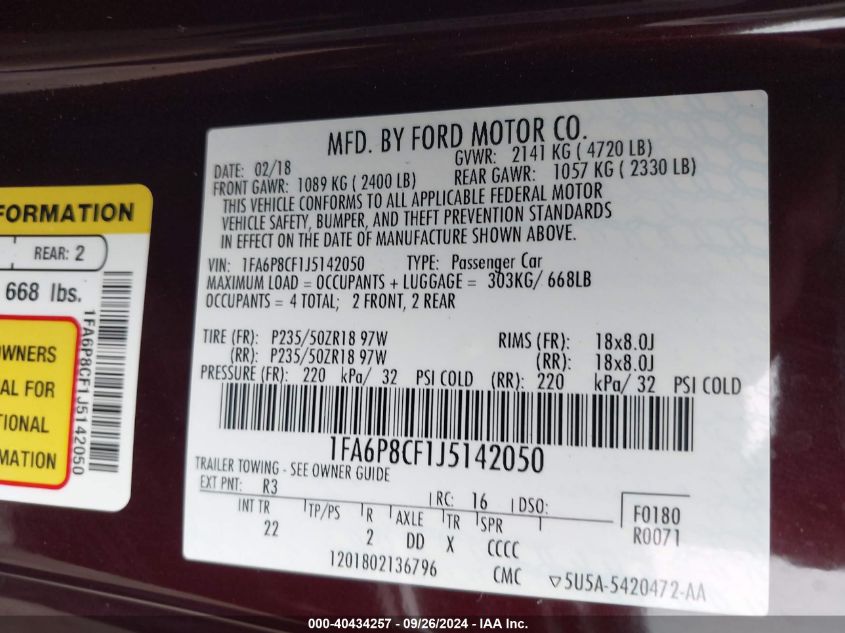 FORMATION
REAR: 2
668 lbs.
OWNERS
AL FOR
TIONAL
MATION
1FA6P8CF1J5142050
MFD. BY FORD MOTOR CO.
DATE: 02/18 GVWR: 2141 KG ( 4720 LB)
FRONT GAWR: 1089 KG ( 2400 LB) REAR GAWR: 1057 KG ( 2330 LB)
THIS VEHICLE CONFORMS TO ALL APPLICABLE FEDERAL MOTOR
VEHICLE SAFETY, BUMPER, AND THEFT PREVENTION STANDARDS
IN EFFECT ON THE DATE OF MANUFACTURE SHOWN ABOVE.
VIN: 1FA6P8CF1J5142050 TYPE: Passenger Car
MAXIMUM LOAD = OCCUPANTS + LUGGAGE = 303KG/ 668LB
OCCUPANTS = 4 TOTAL; 2 FRONT, 2 REAR
TIRE (FR): P235/50ZR18 97W RIMS (FR): 18x8.0J
(RR): P235/50ZR18 97W (RR): 18x8.0J
PRESSURE (FR): 220 kPa/ 32 PSI COLD (RR): 220 kPa/ 32 PSI COLD
1FA6P8CF1J5142050
TRAILER TOWING - SEE OWNER GUIDE
EXT PNT: R3 RC: 16 DSO:
INT TR TP/PS R AXLE TR SPR
22 2 DD X CCCC
F0180
R0071
1201802136796 CMC ▽5U5A-5420472-AA
000-40434257 - 09/26/2024 - IAA Inc.